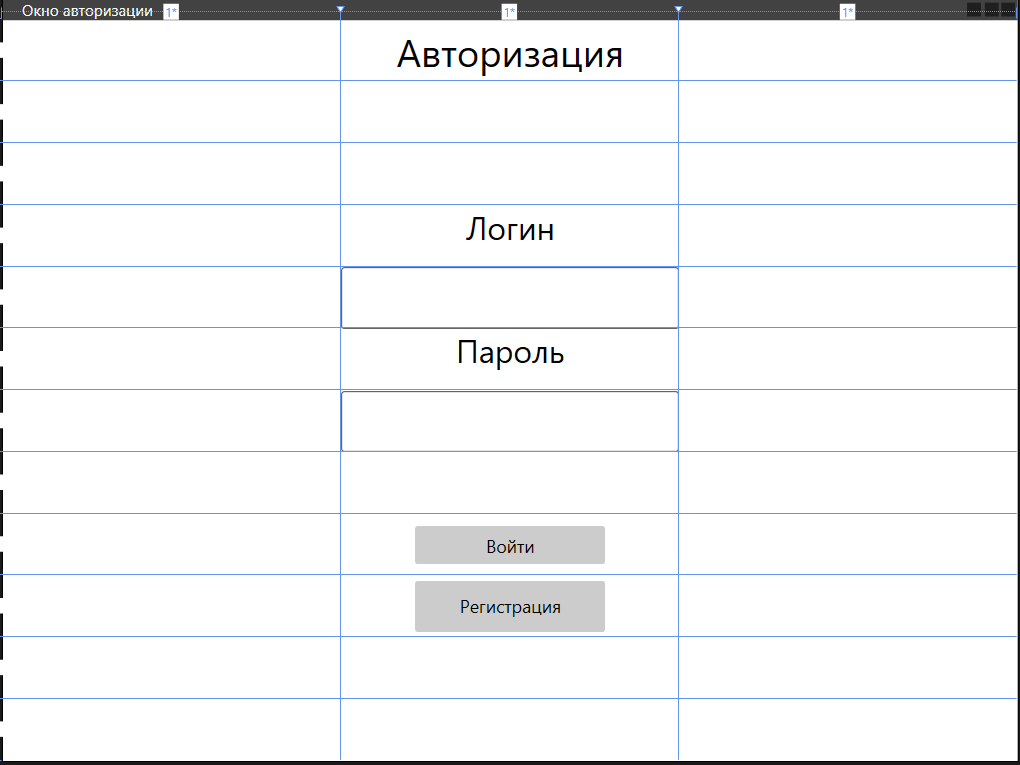 Окно авторизации 1* 1* 1*
Авторизация
Логин
Пароль
Войти
Регистрация